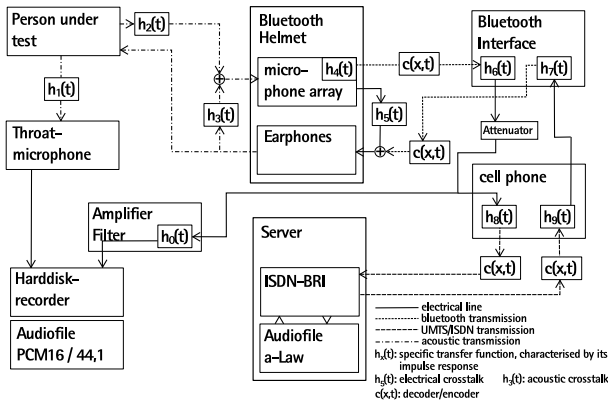 Person under
test
h₂(t)
h₁(t)
Throat–
microphone
h₃(t)
Bluetooth
Helmet
micro–
phone array
h₄(t)
h₅(t)
Earphones
c(x,t)
c(x,t)
Bluetooth
Interface
h₆(t)
h₇(t)
Attenuator
cell phone
h₈(t)
h₉(t)
c(x,t)
c(x,t)
Amplifier
Filter
h₀(t)
Harddisk–
recorder
Audiofile
PCM16 / 44,1
Server
ISDN–BRI
Audiofile
a–Law
electrical line
bluetooth transmission
UMTS/ISDN transmission
acoustic transmission
hₓ(t): specific transfer function, characterised by its
impulse response
h₅(t): electrical crosstalk h₃(t): acoustic crosstalk
c(x,t): decoder/encoder